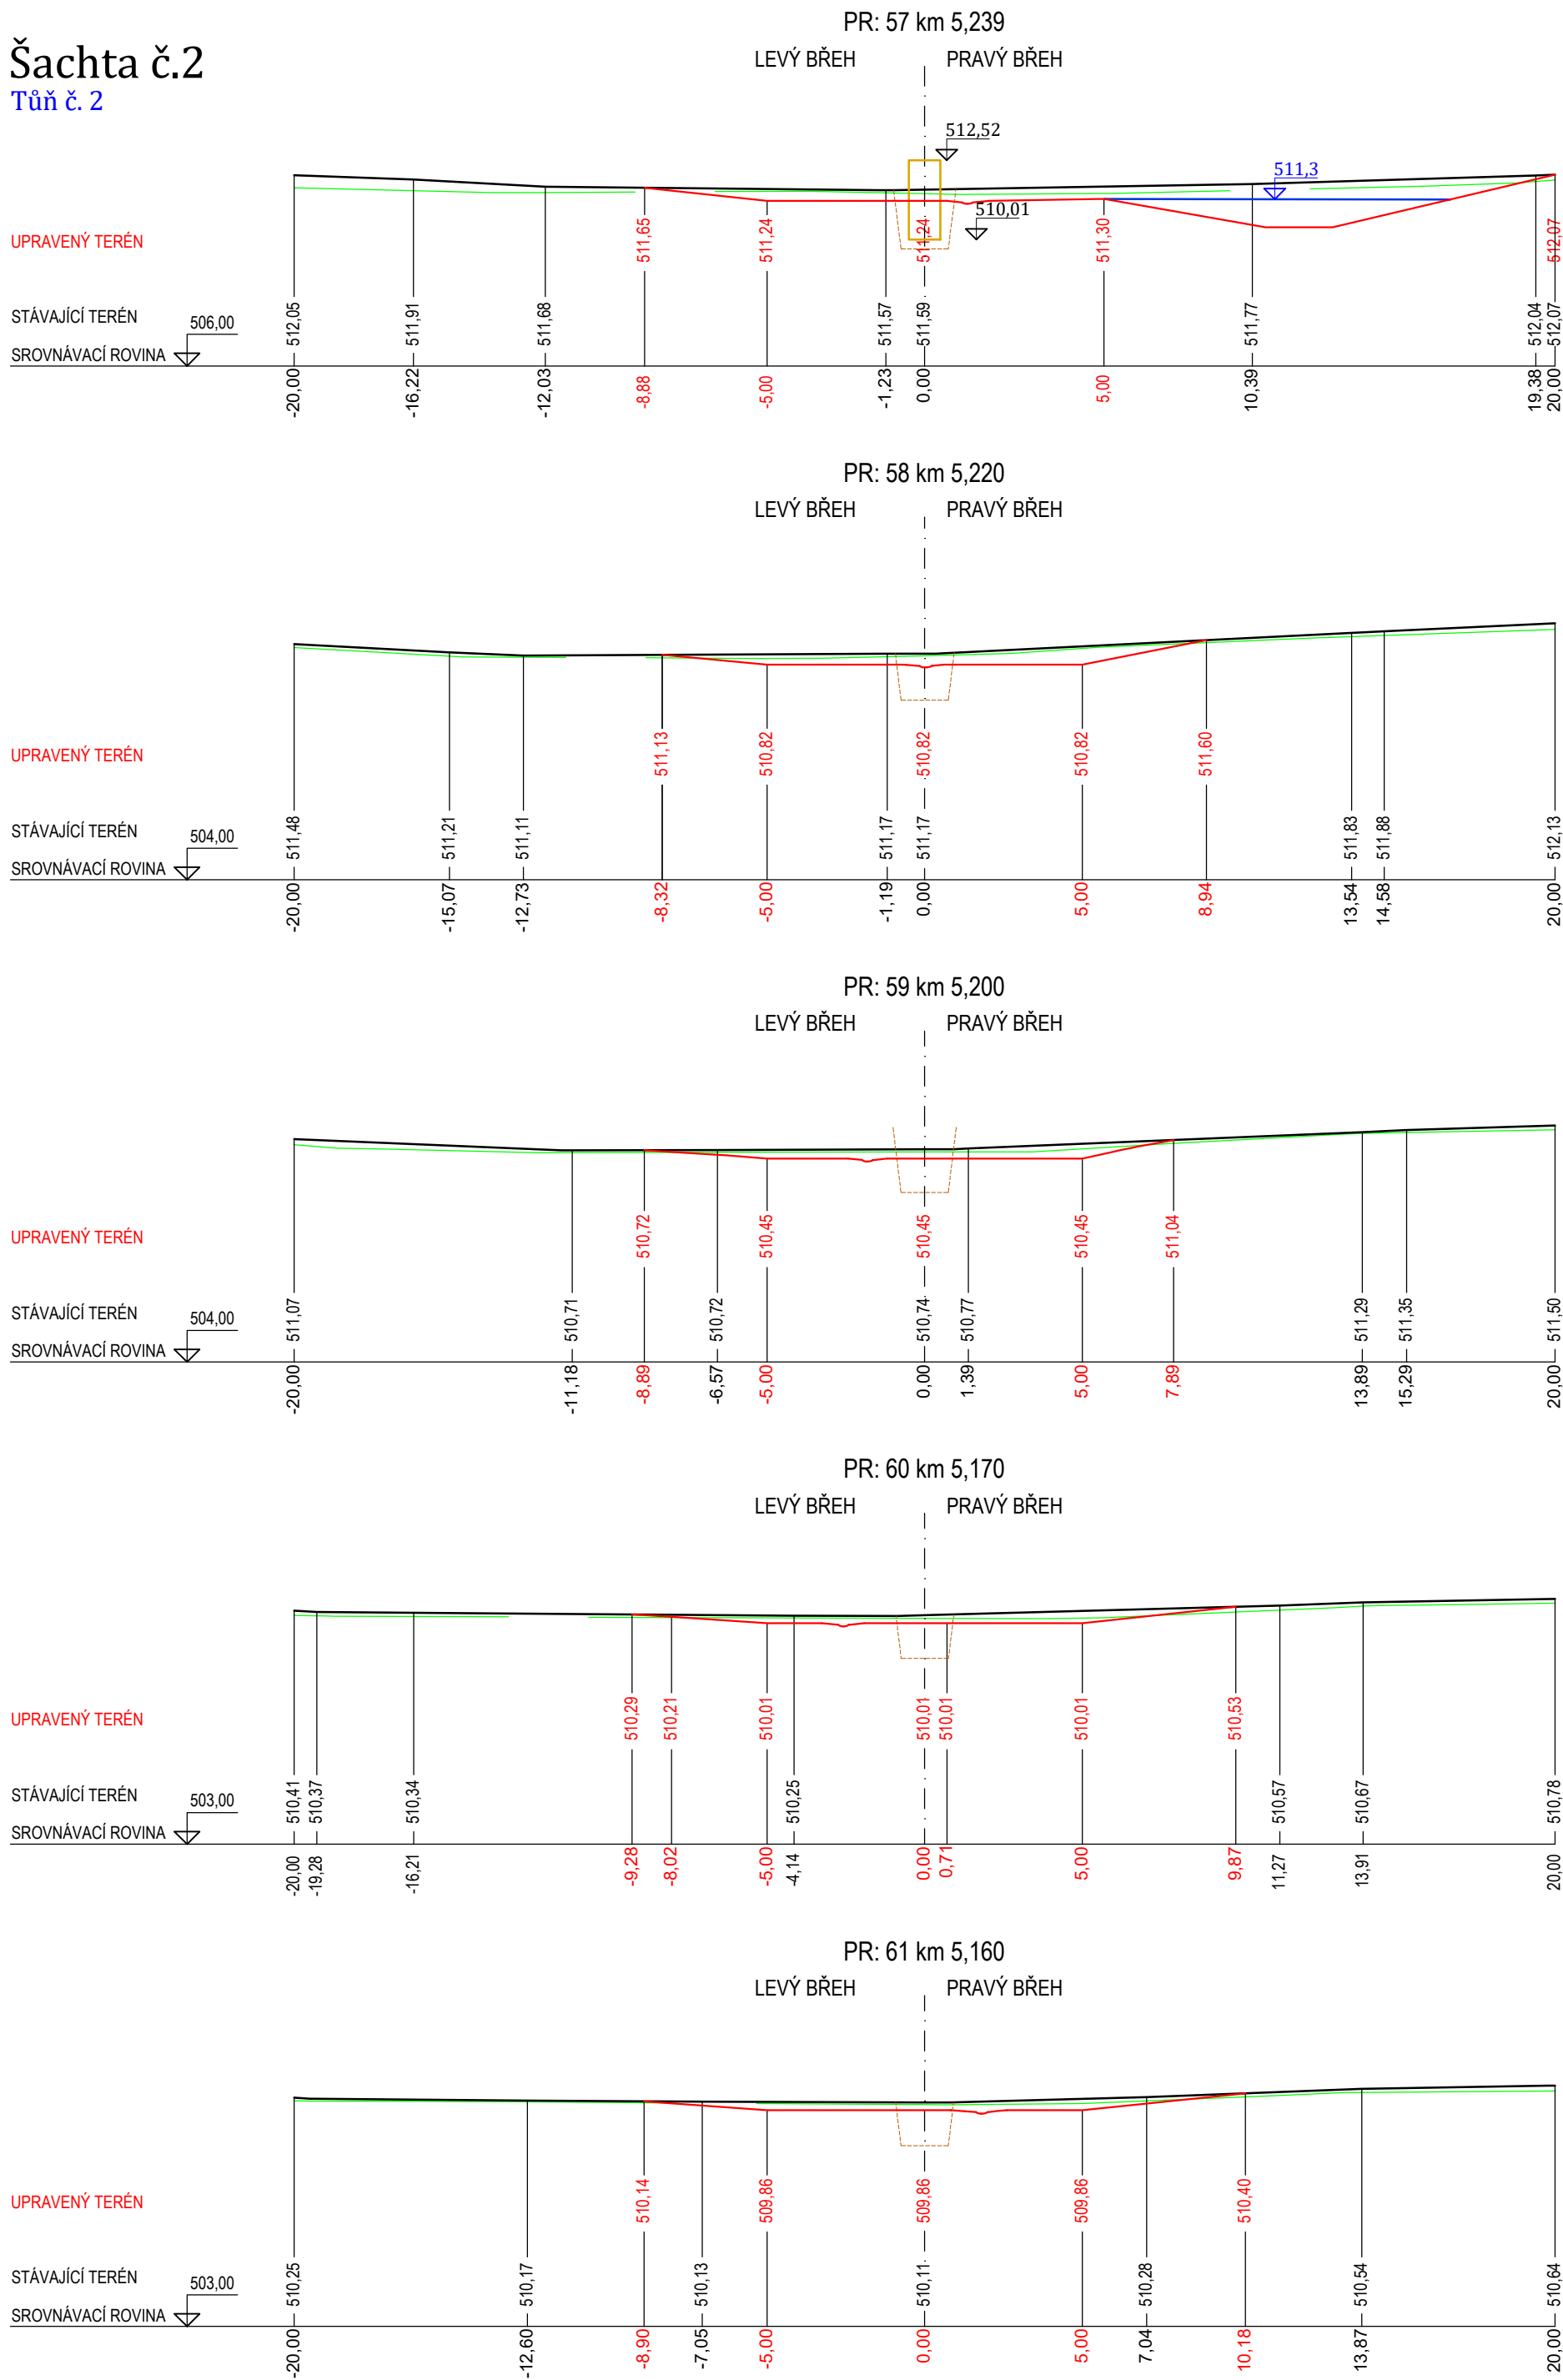 Šachta č.2
Tůň č. 2
PR: 57 km 5,239
LEVÝ BŘEH PRAVÝ BŘEH
512,52
511,3
510,01
UPRAVENÝ TERÉN 511,65 511,24 511,24 511,30 512,07
STÁVAJÍCÍ TERÉN 506,00 512,05 511,91 511,68 511,57 511,59 511,77 512,04 512,07
SROVNÁVACÍ ROVINA
-20,00 -16,22 -12,03 -8,88 -5,00 -1,23 0,00 5,00 10,39 19,38 20,00
PR: 58 km 5,220
LEVÝ BŘEH PRAVÝ BŘEH
UPRAVENÝ TERÉN 511,13 510,82 510,82 510,82 511,60
STÁVAJÍCÍ TERÉN 504,00 511,48 511,21 511,11 511,17 511,17 511,83 511,88 512,13
SROVNÁVACÍ ROVINA
-20,00 -15,07 -12,73 -8,32 -5,00 -1,19 0,00 5,00 8,94 13,54 14,58 20,00
PR: 59 km 5,200
LEVÝ BŘEH PRAVÝ BŘEH
UPRAVENÝ TERÉN 510,72 510,45 510,45 510,45 511,04
STÁVAJÍCÍ TERÉN 504,00 511,07 510,71 510,72 510,74 510,77 511,29 511,35 511,50
SROVNÁVACÍ ROVINA
-20,00 -11,18 -8,89 -6,57 -5,00 0,00 1,39 5,00 7,89 13,89 15,29 20,00
PR: 60 km 5,170
LEVÝ BŘEH PRAVÝ BŘEH
UPRAVENÝ TERÉN 510,29 510,21 510,01 510,01 510,01 510,01 510,53
STÁVAJÍCÍ TERÉN 503,00 510,41 510,37 510,34 510,25 510,57 510,67 510,78
SROVNÁVACÍ ROVINA
-20,00 -19,28 -16,21 -9,28 -8,02 -5,00 -4,14 0,00 0,71 5,00 9,87 11,27 13,91 20,00
PR: 61 km 5,160
LEVÝ BŘEH PRAVÝ BŘEH
UPRAVENÝ TERÉN 510,14 509,86 509,86 509,86 510,40
STÁVAJÍCÍ TERÉN 503,00 510,25 510,17 510,13 510,11 510,28 510,54 510,64
SROVNÁVACÍ ROVINA
-20,00 -12,60 -8,90 -7,05 -5,00 0,00 5,00 7,04 10,18 13,87 20,00